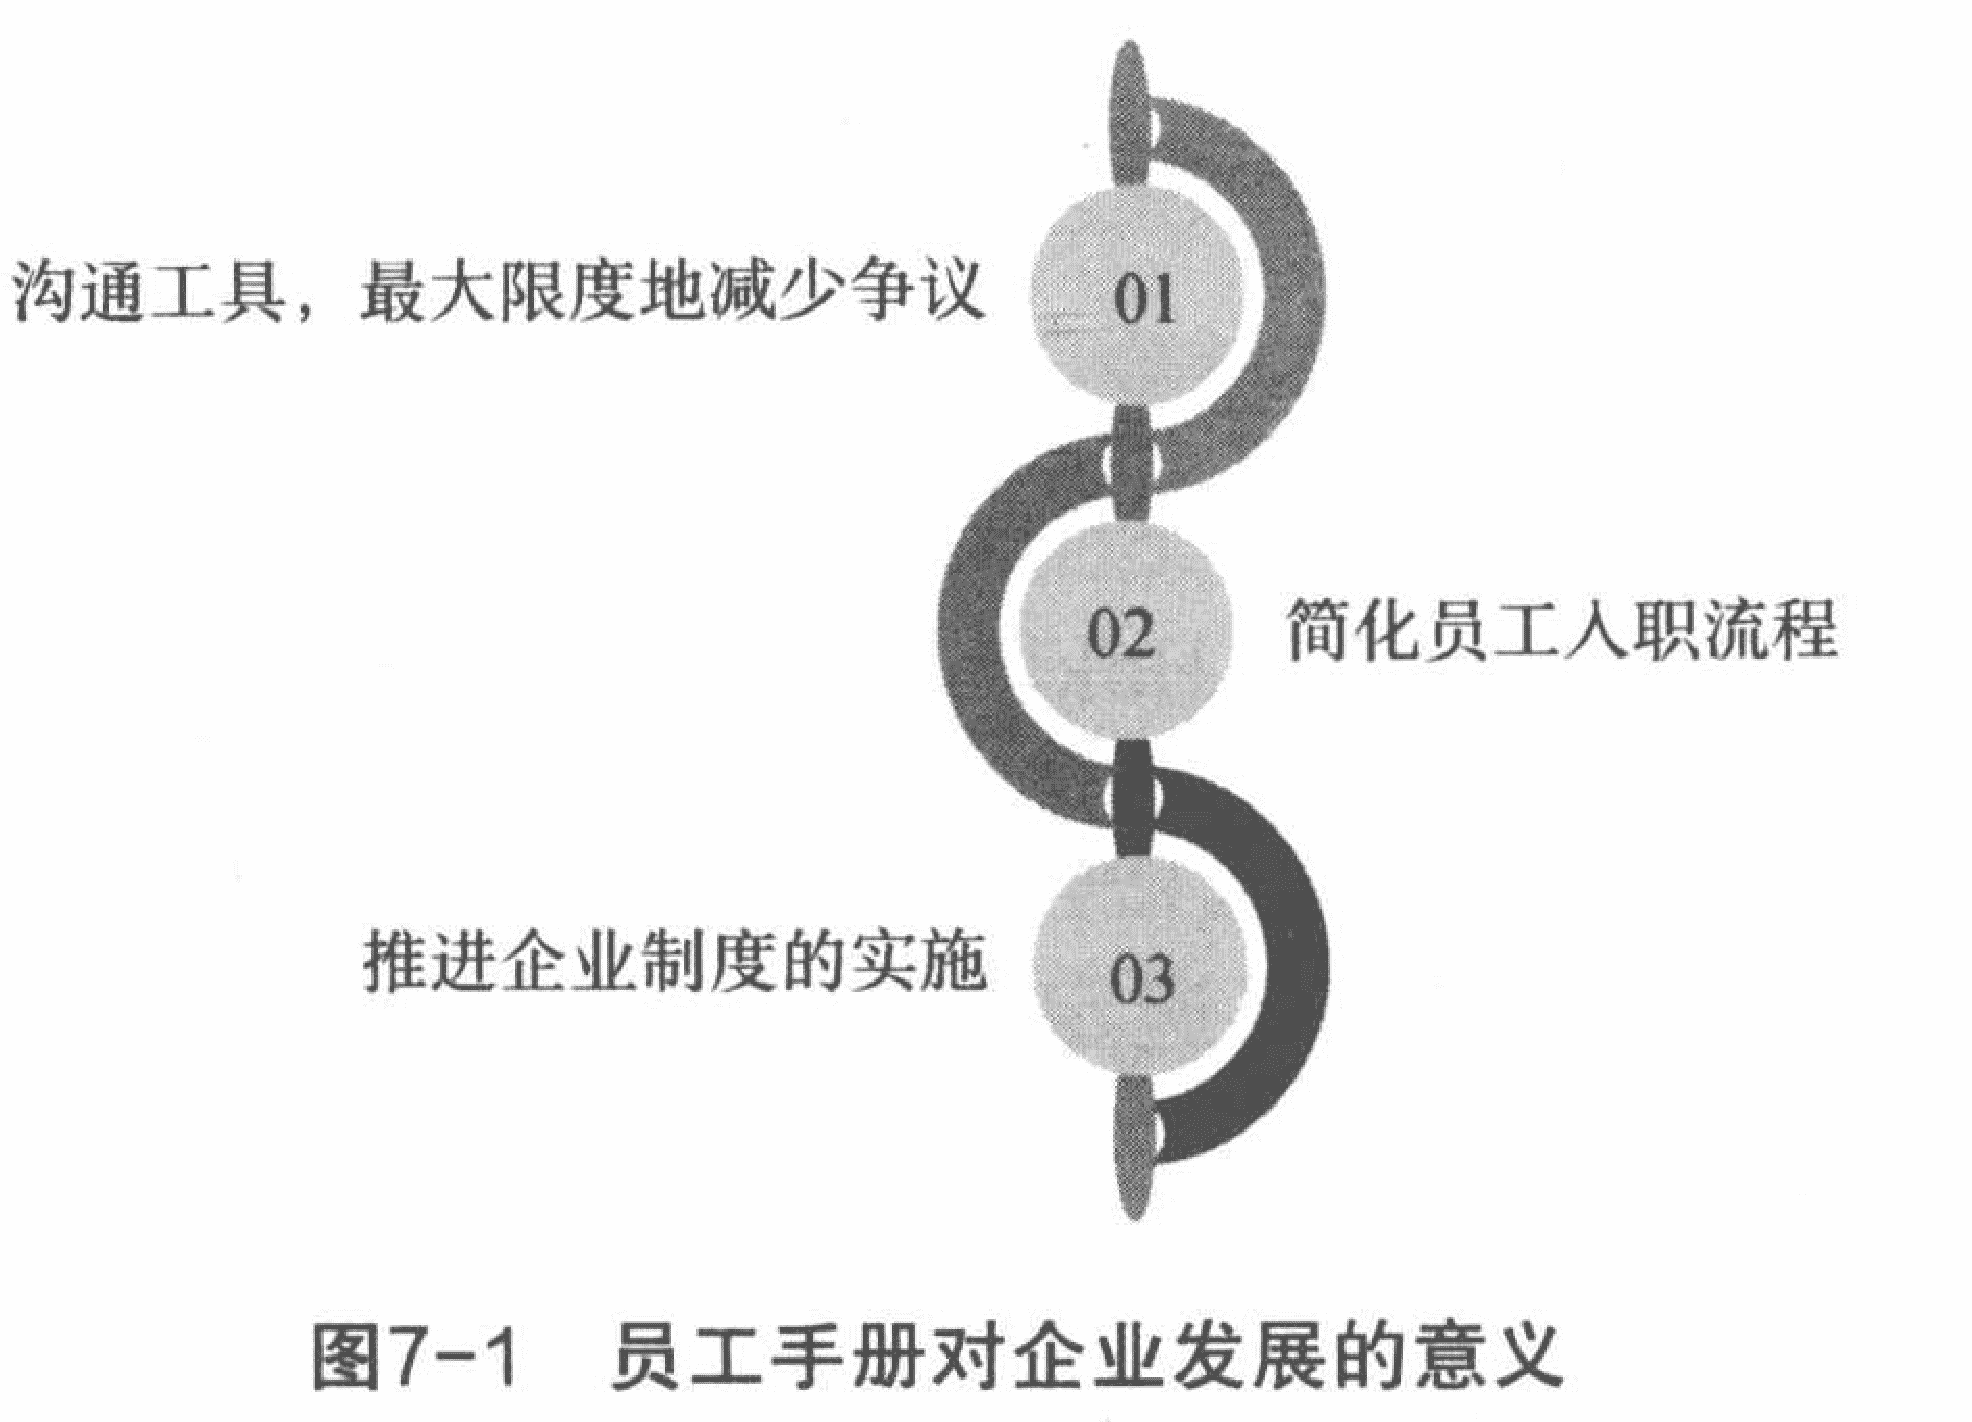 沟通工具，最大限度地减少争议
01
02
简化员工入职流程
推进企业制度的实施
03
图7-1 员工手册对企业发展的意义